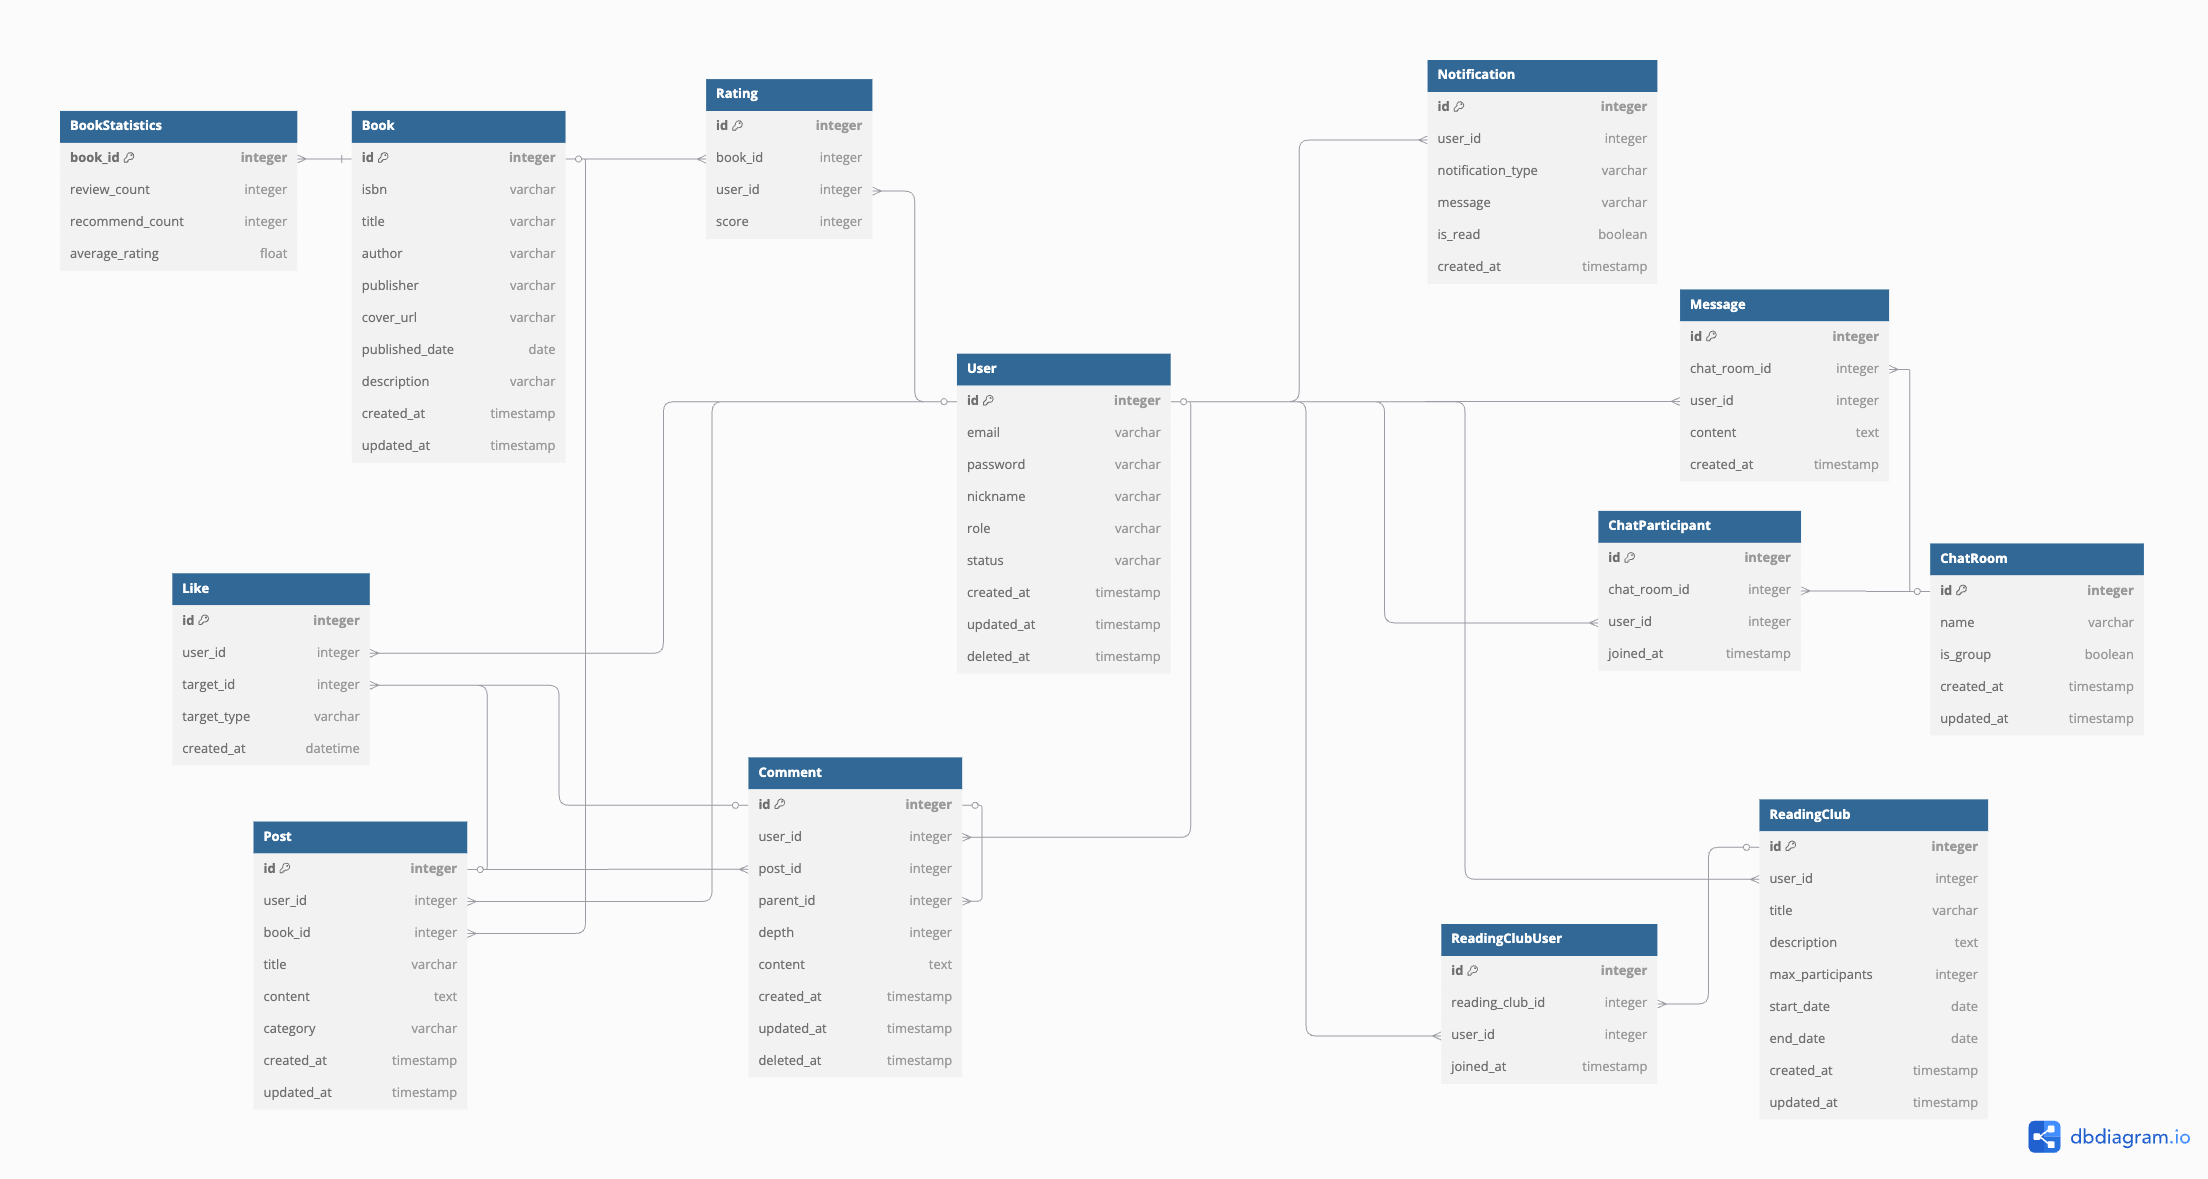 BookStatistics
book_id integer
review_count integer
recommend_count integer
average_rating float
Book
id integer
isbn varchar
title varchar
author varchar
publisher varchar
cover_url varchar
published_date date
description varchar
created_at timestamp
updated_at timestamp
Rating
id integer
book_id integer
user_id integer
score integer
Notification
id integer
user_id integer
notification_type varchar
message varchar
is_read boolean
created_at timestamp
Message
id integer
chat_room_id integer
user_id integer
content text
created_at timestamp
User
id integer
email varchar
password varchar
nickname varchar
role varchar
status varchar
created_at timestamp
updated_at timestamp
deleted_at timestamp
ChatParticipant
id integer
chat_room_id integer
user_id integer
joined_at timestamp
ChatRoom
id integer
name varchar
is_group boolean
created_at timestamp
updated_at timestamp
Like
id integer
user_id integer
target_id integer
target_type varchar
created_at datetime
Post
id integer
user_id integer
book_id integer
title varchar
content text
category varchar
created_at timestamp
updated_at timestamp
Comment
id integer
user_id integer
post_id integer
parent_id integer
depth integer
content text
created_at timestamp
updated_at timestamp
deleted_at timestamp
ReadingClubUser
id integer
reading_club_id integer
user_id integer
joined_at timestamp
ReadingClub
id integer
user_id integer
title varchar
description text
max_participants integer
start_date date
end_date date
created_at timestamp
updated_at timestamp
dbdiagram.io